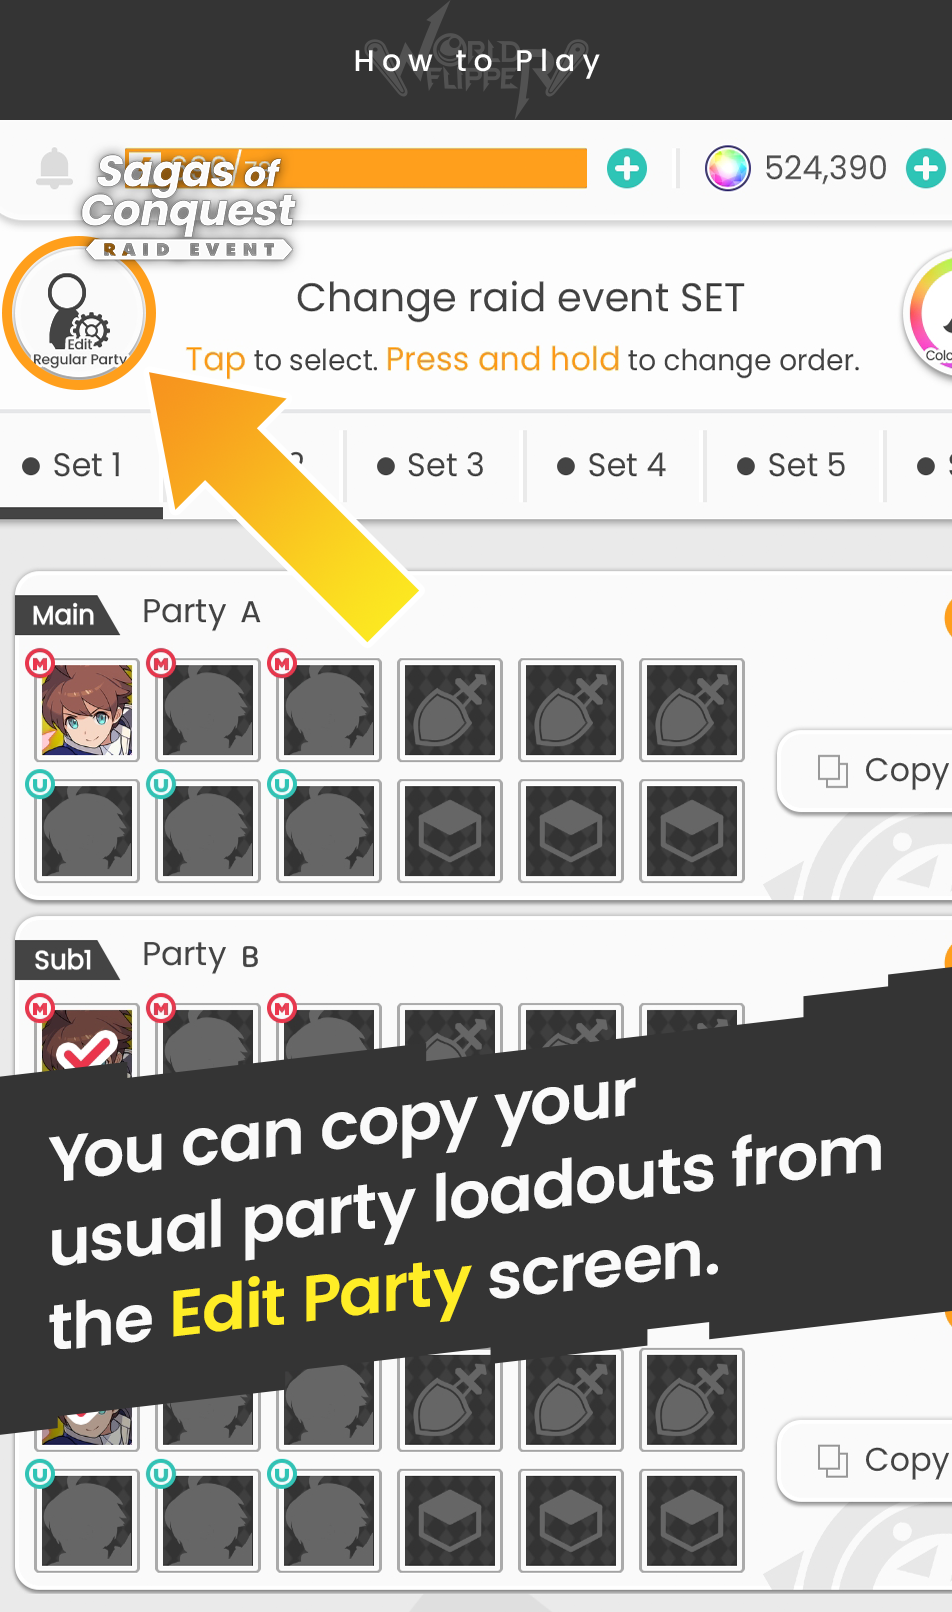 WORLD FLIPPER
How to Play
Sagas of
Conquest
RAID EVENT
524,390
Edit
Regular Party
Change raid event SET
Tap to select. Press and hold to change order.
Set 1
Set 3
Set 4
Set 5
Main
Party A
M
M
M
U
U
U
Copy
Sub1
Party B
M
M
M
You can copy your
usual party loadouts from
the Edit Party screen.
U
U
U
Copy